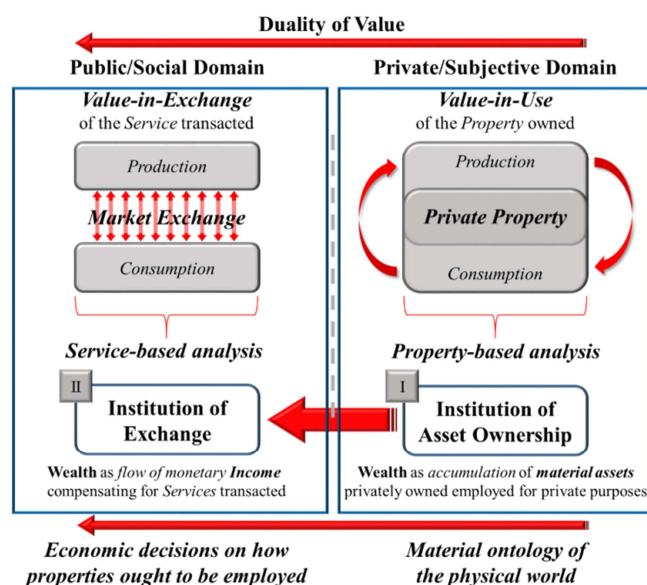 Duality of Value
Public/Social Domain
Value-in-Exchange
of the Service transacted
Production
Market Exchange
Consumption
Service-based analysis
II
Institution of
Exchange
Wealth as flow of monetary Income
compensating for Services transacted
Economic decisions on how
properties ought to be employed
Private/Subjective Domain
Value-in-Use
of the Property owned
Production
Private Property
Consumption
Property-based analysis
I
Institution of
Asset Ownership
Wealth as accumulation of material assets
privately owned employed for private purposes
Material ontology of
the physical world